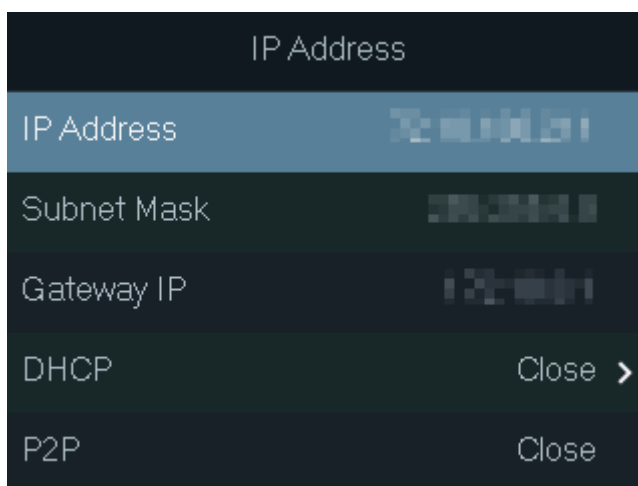 IP Address
IP Address
Subnet Mask
Gateway IP
DHCP Close
P2P Close